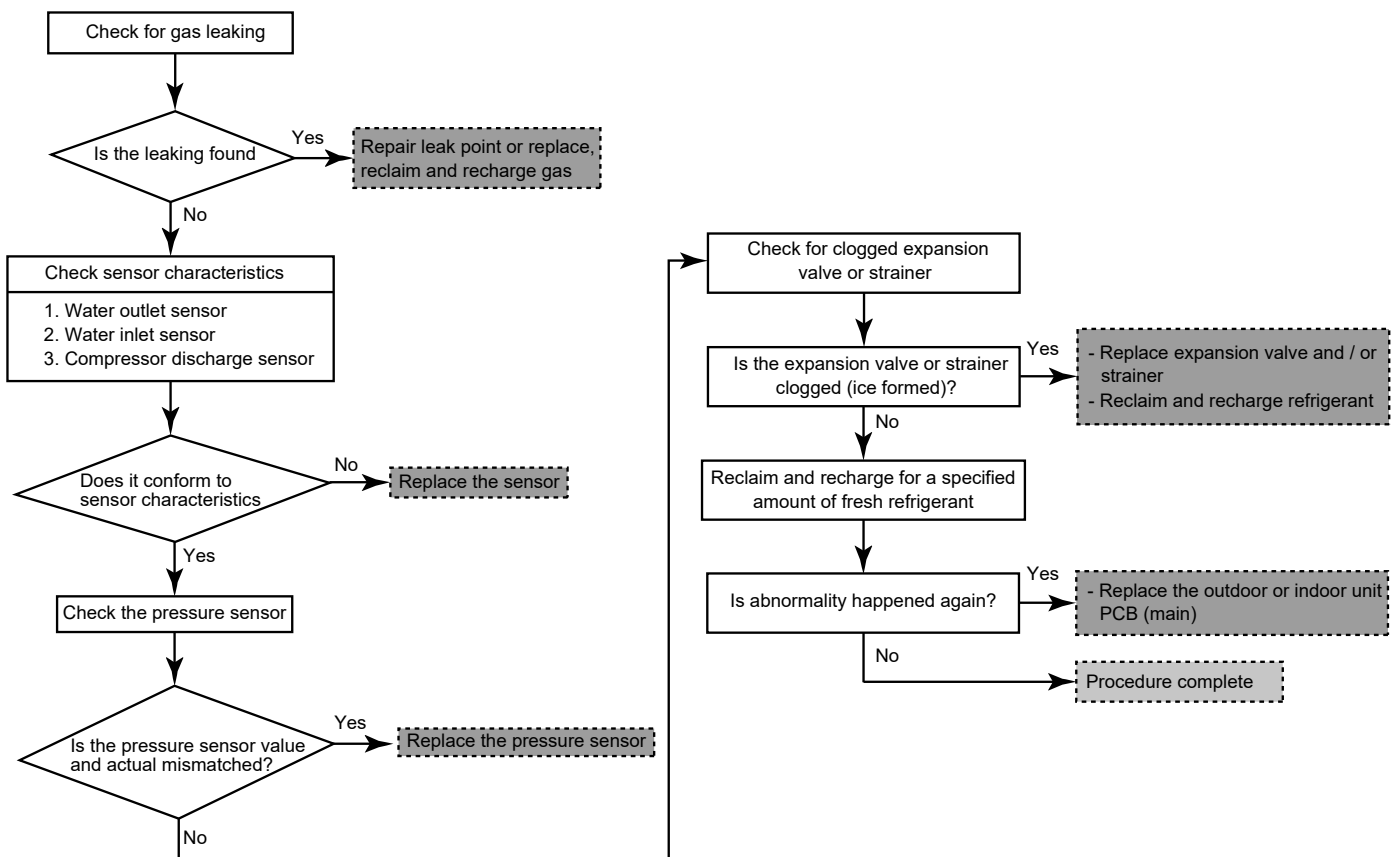 Check for gas leaking
Is the leaking found
Yes
Repair leak point or replace,
reclaim and recharge gas
No
Check sensor characteristics
1. Water outlet sensor
2. Water inlet sensor
3. Compressor discharge sensor
Does it conform to
sensor characteristics
No
Replace the sensor
Yes
Check the pressure sensor
Is the pressure sensor value
and actual mismatched?
Yes
Replace the pressure sensor
No
Check for clogged expansion
valve or strainer
Is the expansion valve or strainer
clogged (ice formed)?
Yes
- Replace expansion valve and / or
strainer
- Reclaim and recharge refrigerant
No
Reclaim and recharge for a specified
amount of fresh refrigerant
Is abnormality happened again?
Yes
- Replace the outdoor or indoor unit
PCB (main)
No
Procedure complete